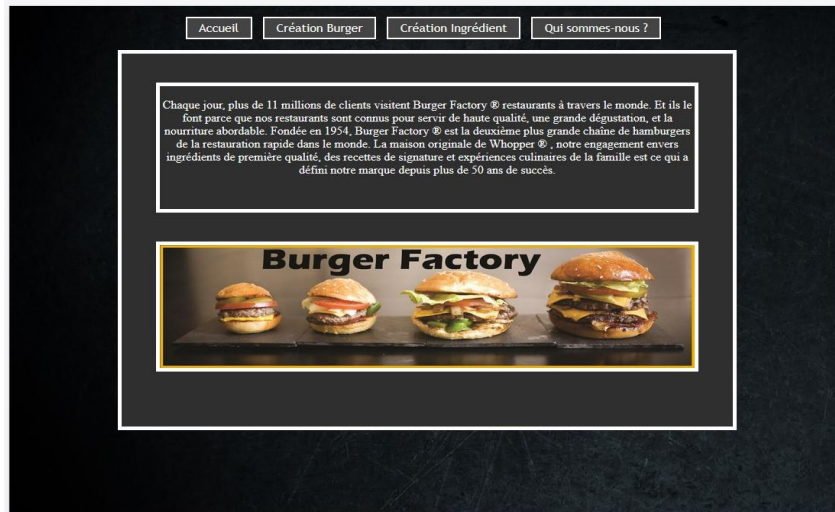 Accueil Création Burger Création Ingrédient Qui sommes-nous ?
Chaque jour, plus de 11 millions de clients visitent Burger Factory ® restaurants à travers le monde. Et ils le
font parce que nos restaurants sont connus pour servir de haute qualité, une grande dégustation, et la
nourriture abordable. Fondée en 1954, Burger Factory ® est la deuxième plus grande chaîne de hamburgers
de la restauration rapide dans le monde. La maison originale de Whopper ® , notre engagement envers
ingrédients de première qualité, des recettes de signature et expériences culinaires de la famille est ce qui a
défini notre marque depuis plus de 50 ans de succès.
Burger Factory